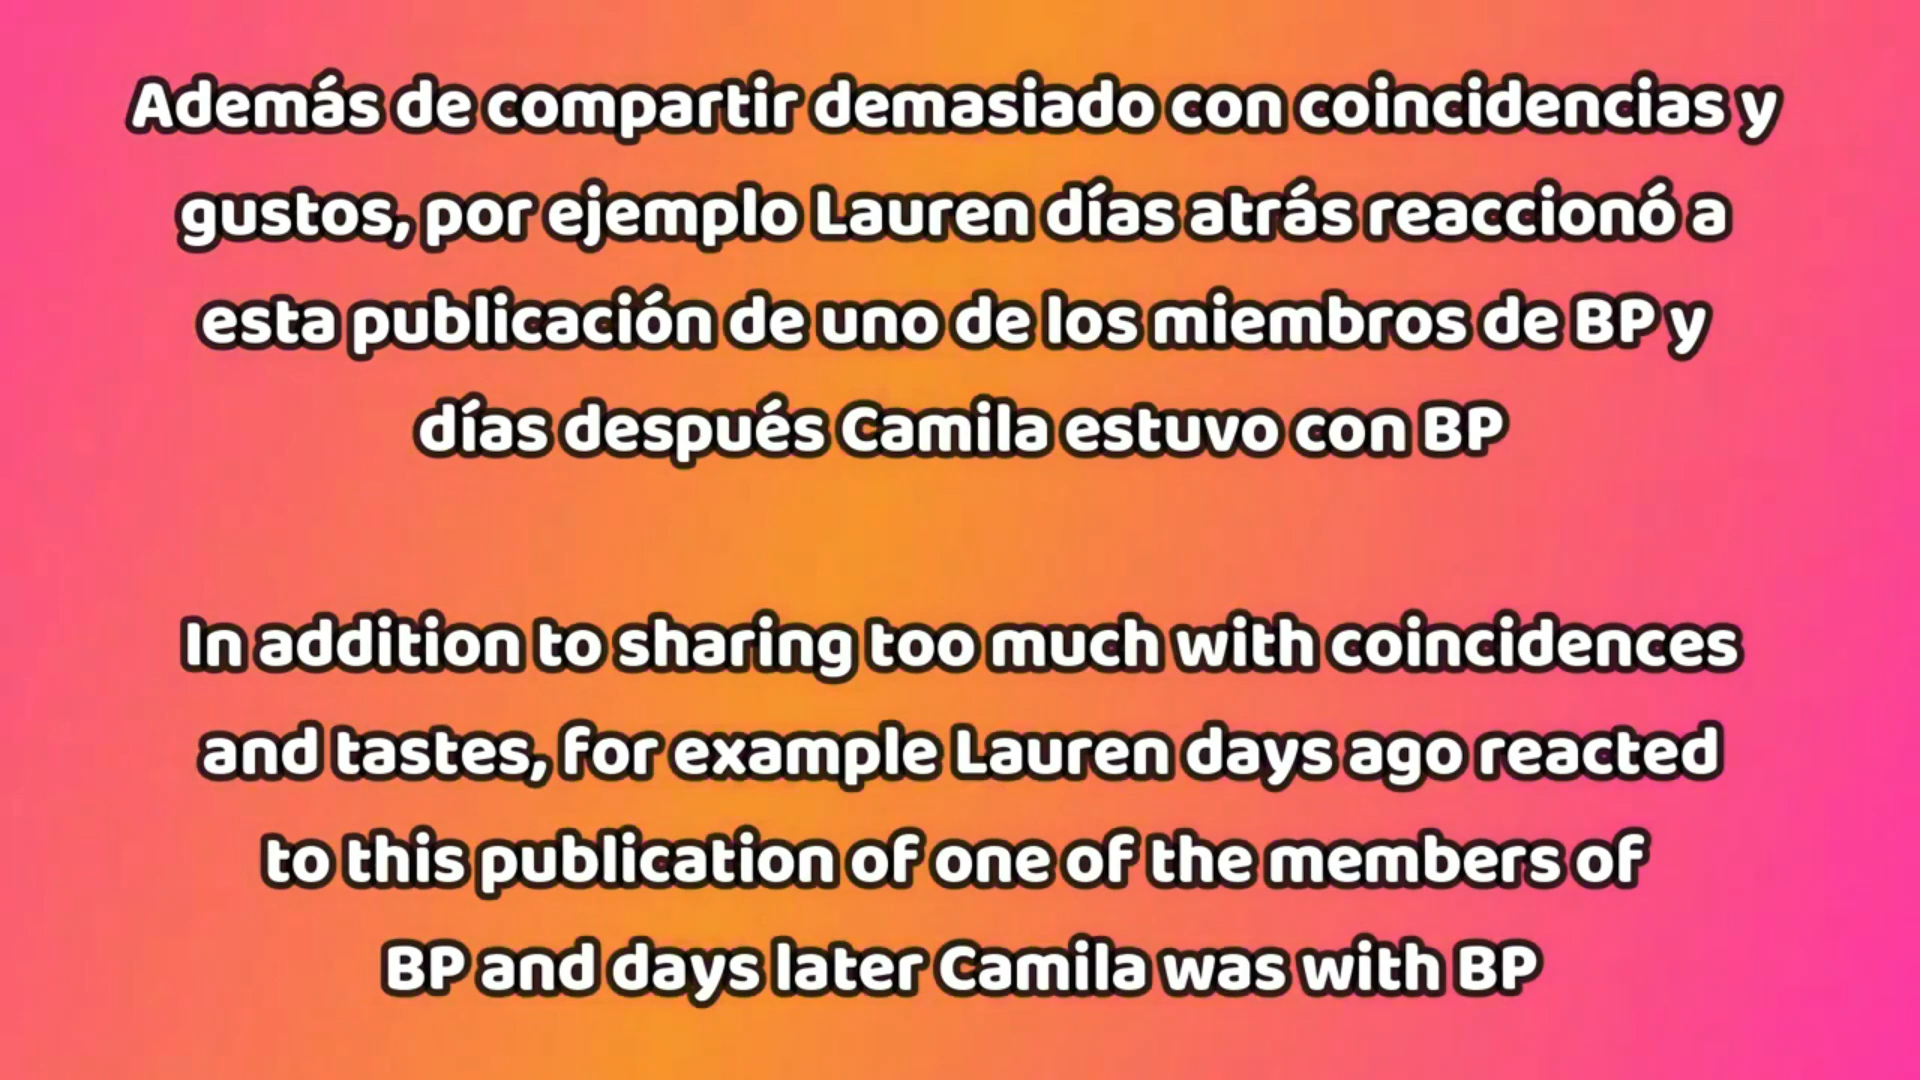 Además de compartir demasiado con coincidencias y
gustos, por ejemplo Lauren días atrás reaccionó a
esta publicación de uno de los miembros de BP y
días después Camila estuvo con BP
In addition to sharing too much with coincidences
and tastes, for example Lauren days ago reacted
to this publication of one of the members of
BP and days later Camila was with BP